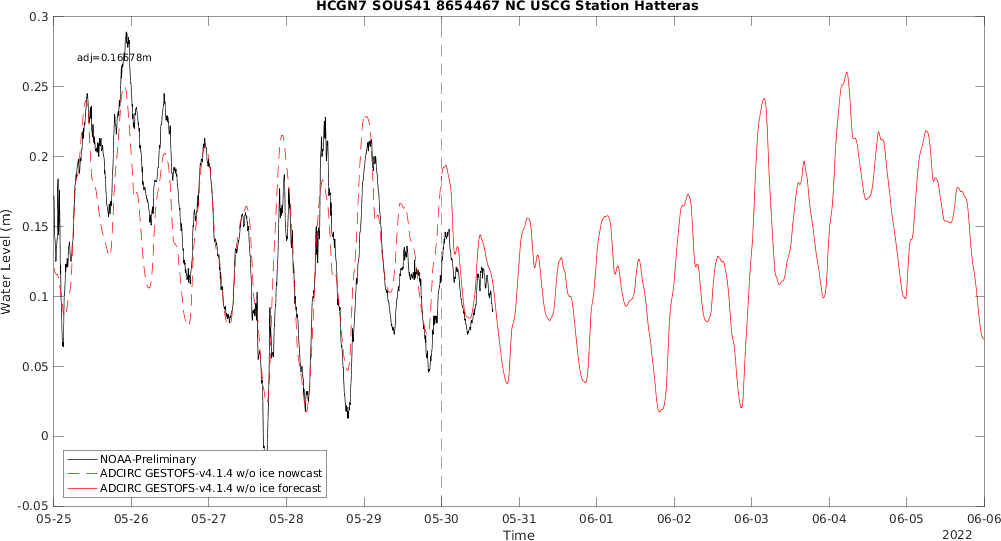 HCGN7 SOUS41 8654467 NC USCG Station Hatteras
0.3
adj=0.16678m
0.25
0.2
0.15
0.1
0.05
0
-0.05
Water Level (m)
NOAA-Preliminary
ADCIRC GESTOFS-v4.1.4 w/o ice nowcast
ADCIRC GESTOFS-v4.1.4 w/o ice forecast
05-25 05-26 05-27 05-28 05-29 05-30 05-31 06-01 06-02 06-03 06-04 06-05 06-06
Time
2022